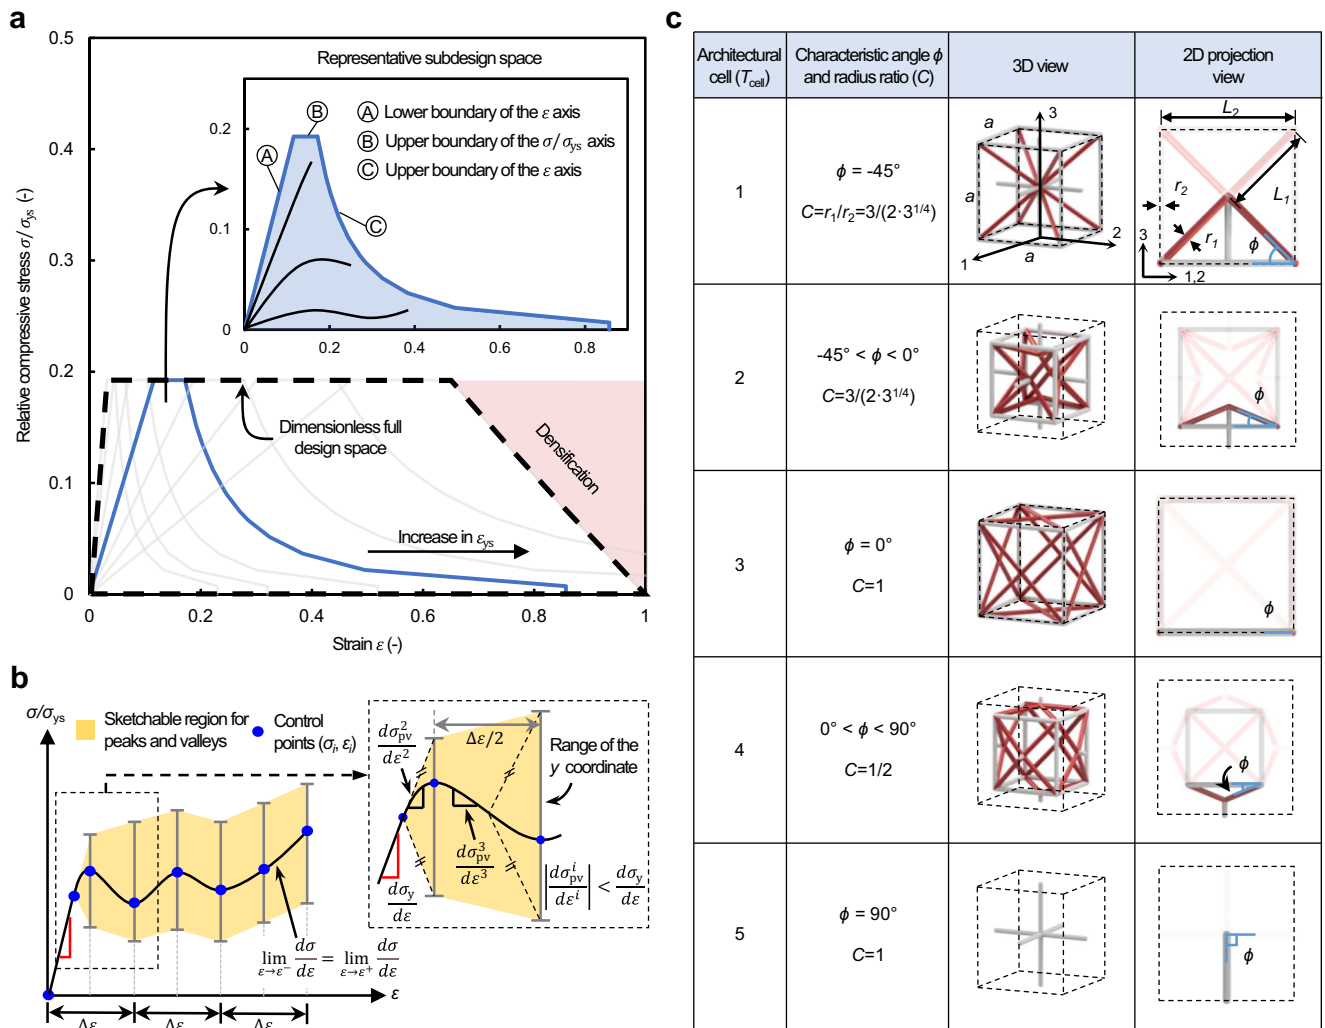 a
Relative compressive stress σ/σys (-)
0.5
0.4
0.3
0.2
0.1
0
0
0.2
0.4
0.6
0.8
1
Strain ε (-)
Representative subdesign space
0.2
0.1
0
0
0.2
0.4
0.6
0.8
A
B
C
A Lower boundary of the ε axis
B Upper boundary of the σ/σys axis
C Upper boundary of the ε axis
Dimensionless full
design space
Densification
Increase in εys
b
σ/σys
Sketchable region for
peaks and valleys
Control
points (σi, εi)
lim ε→ε⁻ dσ/dε = lim ε→ε⁺ dσ/dε
ε
Δε
Δε
Δε
dσ²pv/dε²
Δε/2
Range of the
y coordinate
dσ³pv/dε³
dσy/dε
|dσⁱpv/dεⁱ| < dσy/dε
c
Architectural
cell (Tcell)
Characteristic angle ϕ
and radius ratio (C)
3D view
2D projection
view
1
ϕ = -45°
C=r1/r2=3/(2·3^1/4)
a
a
a
3
2
1
L2
L1
r2
r1
ϕ
3
1,2
2
-45° < ϕ < 0°
C=3/(2·3^1/4)
ϕ
3
ϕ = 0°
C=1
ϕ
4
0° < ϕ < 90°
C=1/2
ϕ
5
ϕ = 90°
C=1
ϕ